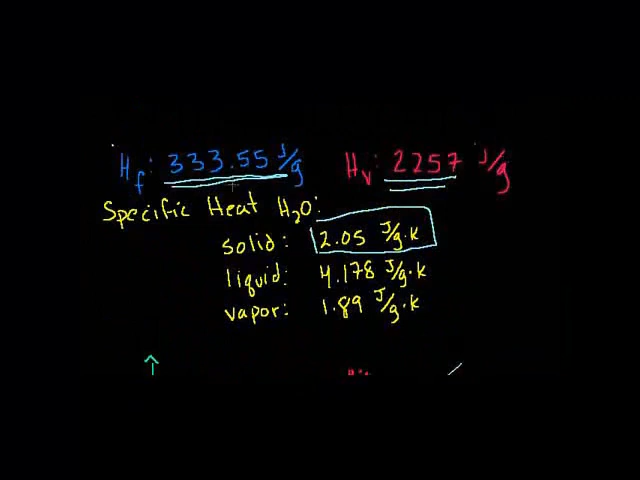 Hf: 333.55 J/g Hv: 2257 J/g
Specific Heat H2O:
solid: 2.05 J/g·k
liquid: 4.178 J/g·k
vapor: 1.89 J/g·k